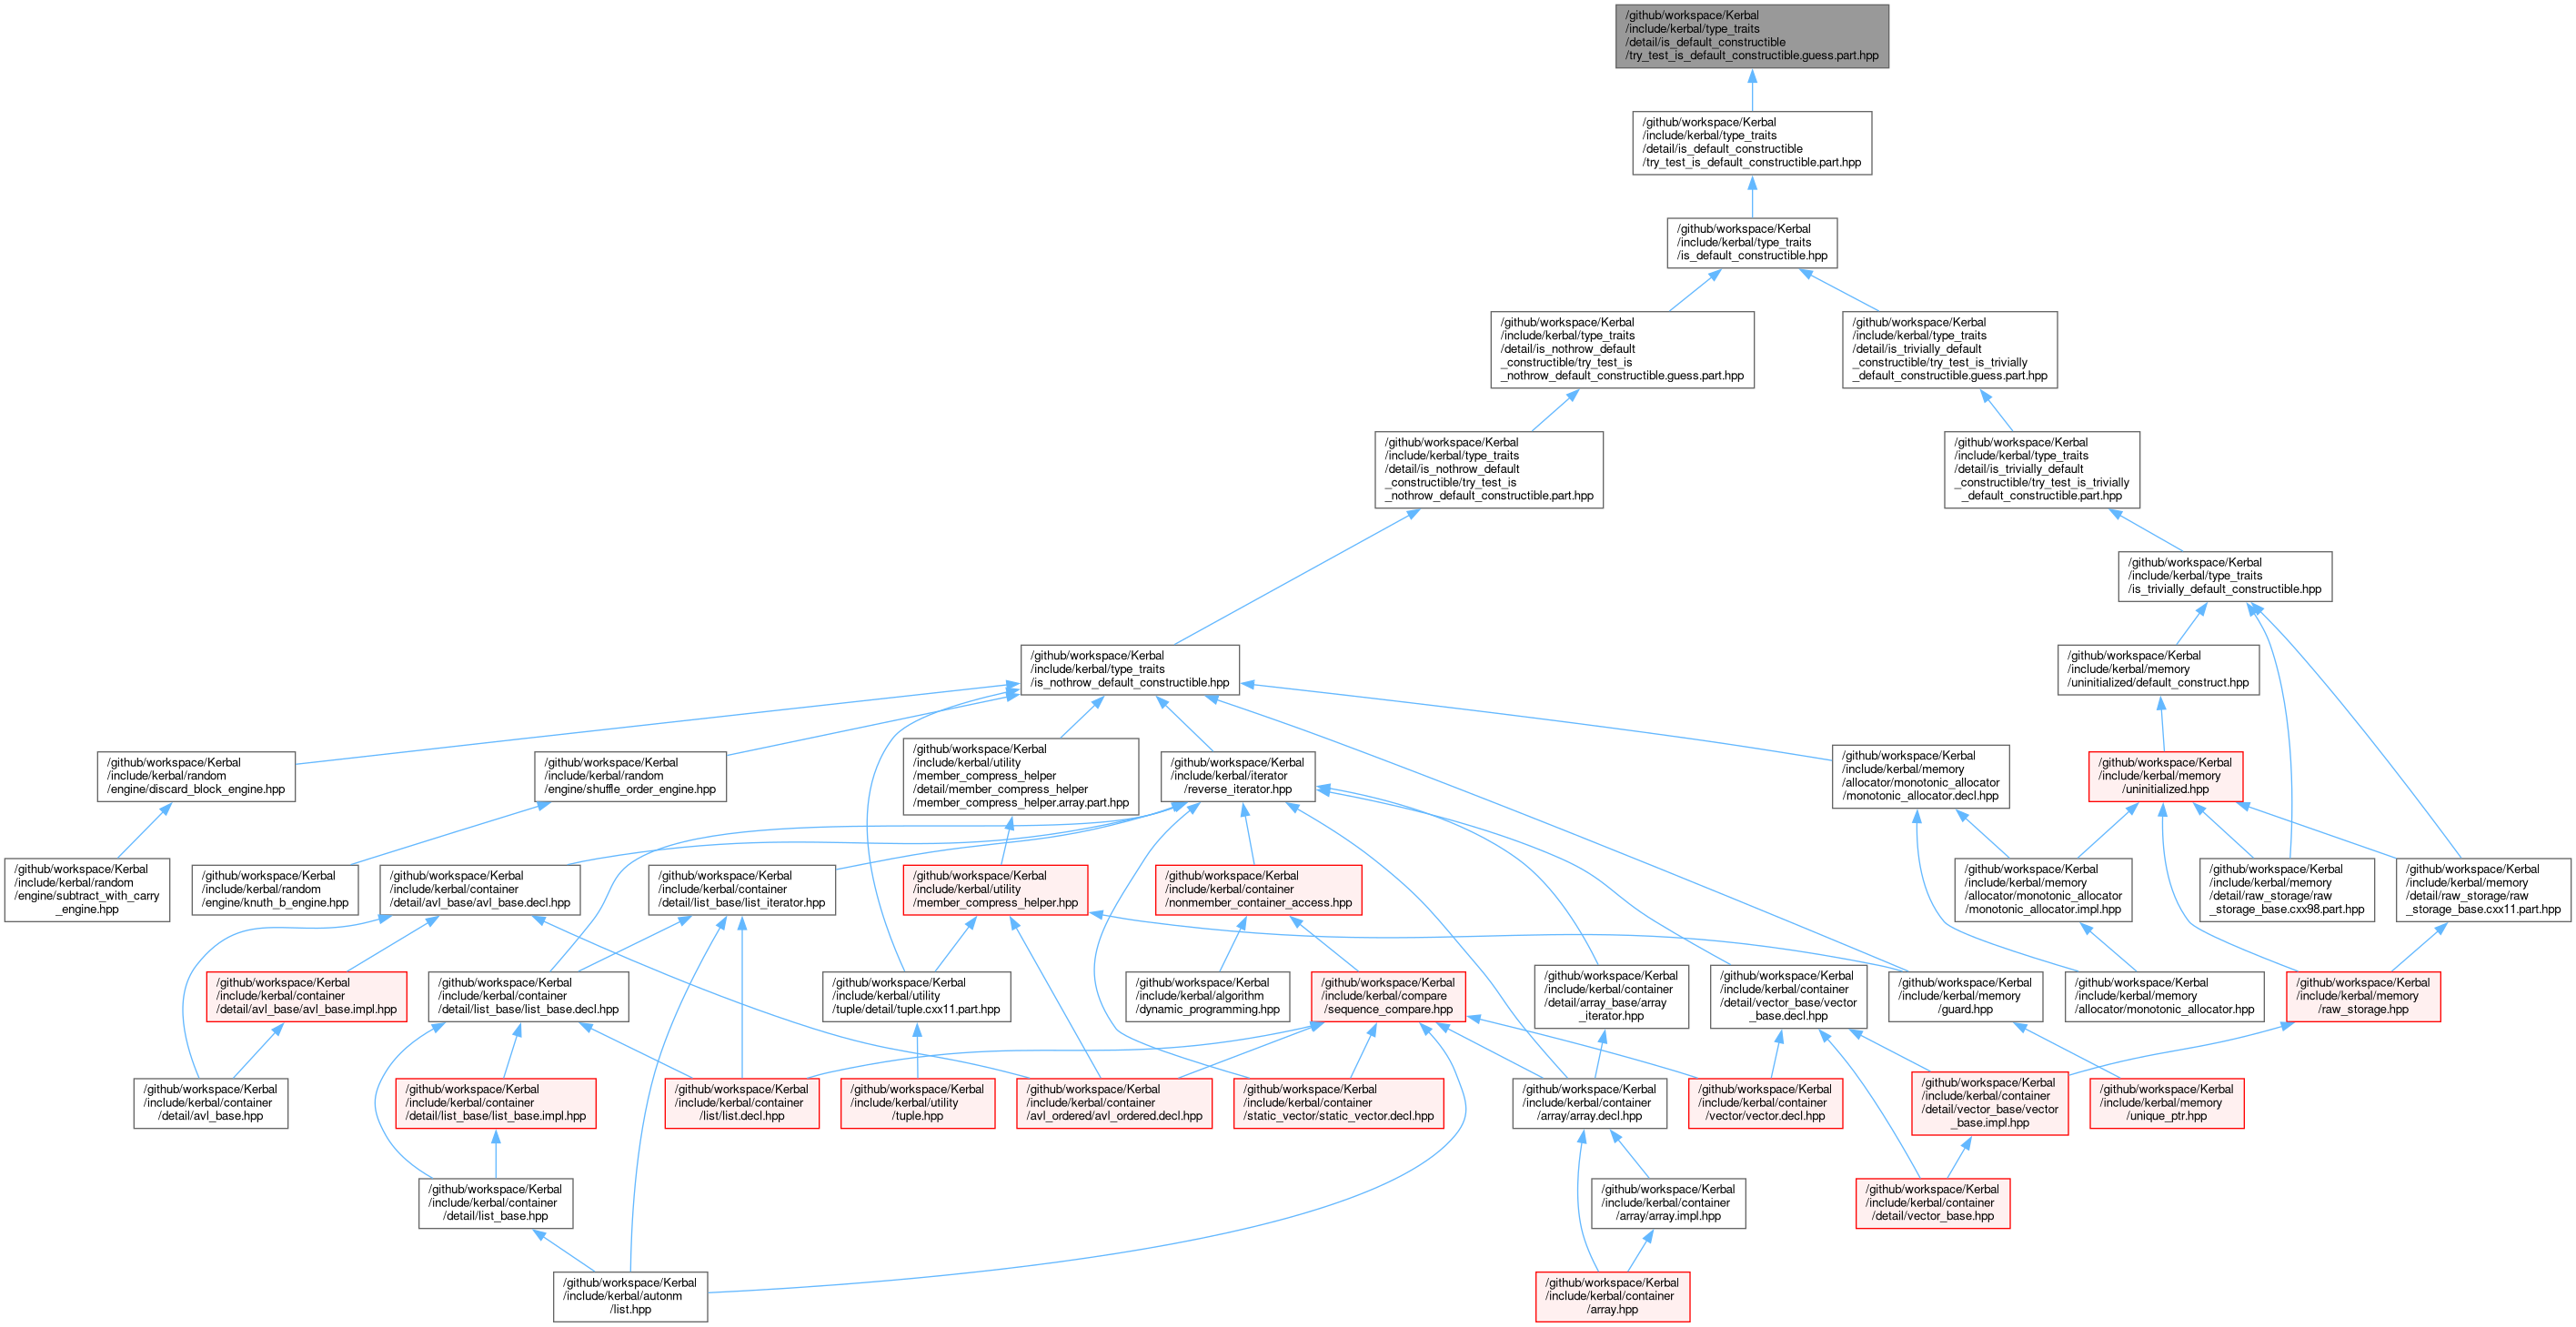 /github/workspace/Kerbal
/include/kerbal/type_traits
/detail/is_default_constructible
/try_test_is_default_constructible.guess.part.hpp
/github/workspace/Kerbal
/include/kerbal/type_traits
/detail/is_default_constructible
/try_test_is_default_constructible.part.hpp
/github/workspace/Kerbal
/include/kerbal/type_traits
/is_default_constructible.hpp
/github/workspace/Kerbal
/include/kerbal/type_traits
/detail/is_nothrow_default
_constructible/try_test_is
_nothrow_default_constructible.guess.part.hpp
/github/workspace/Kerbal
/include/kerbal/type_traits
/detail/is_trivially_default
_constructible/try_test_is_trivially
_default_constructible.guess.part.hpp
/github/workspace/Kerbal
/include/kerbal/type_traits
/detail/is_nothrow_default
_constructible/try_test_is
_nothrow_default_constructible.part.hpp
/github/workspace/Kerbal
/include/kerbal/type_traits
/detail/is_trivially_default
_constructible/try_test_is_trivially
_default_constructible.part.hpp
/github/workspace/Kerbal
/include/kerbal/type_traits
/is_trivially_default_constructible.hpp
/github/workspace/Kerbal
/include/kerbal/type_traits
/is_nothrow_default_constructible.hpp
/github/workspace/Kerbal
/include/kerbal/memory
/uninitialized/default_construct.hpp
/github/workspace/Kerbal
/include/kerbal/random
/engine/discard_block_engine.hpp
/github/workspace/Kerbal
/include/kerbal/random
/engine/shuffle_order_engine.hpp
/github/workspace/Kerbal
/include/kerbal/utility
/member_compress_helper
/detail/member_compress_helper
/member_compress_helper.array.part.hpp
/github/workspace/Kerbal
/include/kerbal/iterator
/reverse_iterator.hpp
/github/workspace/Kerbal
/include/kerbal/memory
/allocator/monotonic_allocator
/monotonic_allocator.decl.hpp
/github/workspace/Kerbal
/include/kerbal/memory
/uninitialized.hpp
/github/workspace/Kerbal
/include/kerbal/random
/engine/subtract_with_carry
_engine.hpp
/github/workspace/Kerbal
/include/kerbal/random
/engine/knuth_b_engine.hpp
/github/workspace/Kerbal
/include/kerbal/container
/detail/avl_base/avl_base.decl.hpp
/github/workspace/Kerbal
/include/kerbal/container
/detail/list_base/list_iterator.hpp
/github/workspace/Kerbal
/include/kerbal/utility
/member_compress_helper.hpp
/github/workspace/Kerbal
/include/kerbal/container
/nonmember_container_access.hpp
/github/workspace/Kerbal
/include/kerbal/memory
/allocator/monotonic_allocator
/monotonic_allocator.impl.hpp
/github/workspace/Kerbal
/include/kerbal/memory
/detail/raw_storage/raw
_storage_base.cxx98.part.hpp
/github/workspace/Kerbal
/include/kerbal/memory
/detail/raw_storage/raw
_storage_base.cxx11.part.hpp
/github/workspace/Kerbal
/include/kerbal/container
/detail/avl_base/avl_base.impl.hpp
/github/workspace/Kerbal
/include/kerbal/container
/detail/list_base/list_base.decl.hpp
/github/workspace/Kerbal
/include/kerbal/utility
/tuple/detail/tuple.cxx11.part.hpp
/github/workspace/Kerbal
/include/kerbal/algorithm
/dynamic_programming.hpp
/github/workspace/Kerbal
/include/kerbal/compare
/sequence_compare.hpp
/github/workspace/Kerbal
/include/kerbal/container
/detail/array_base/array
_iterator.hpp
/github/workspace/Kerbal
/include/kerbal/container
/detail/vector_base/vector
_base.decl.hpp
/github/workspace/Kerbal
/include/kerbal/memory
/guard.hpp
/github/workspace/Kerbal
/include/kerbal/memory
/allocator/monotonic_allocator.hpp
/github/workspace/Kerbal
/include/kerbal/memory
/raw_storage.hpp
/github/workspace/Kerbal
/include/kerbal/container
/detail/avl_base.hpp
/github/workspace/Kerbal
/include/kerbal/container
/detail/list_base/list_base.impl.hpp
/github/workspace/Kerbal
/include/kerbal/container
/list/list.decl.hpp
/github/workspace/Kerbal
/include/kerbal/utility
/tuple.hpp
/github/workspace/Kerbal
/include/kerbal/container
/avl_ordered/avl_ordered.decl.hpp
/github/workspace/Kerbal
/include/kerbal/container
/static_vector/static_vector.decl.hpp
/github/workspace/Kerbal
/include/kerbal/container
/array/array.decl.hpp
/github/workspace/Kerbal
/include/kerbal/container
/vector/vector.decl.hpp
/github/workspace/Kerbal
/include/kerbal/container
/detail/vector_base/vector
_base.impl.hpp
/github/workspace/Kerbal
/include/kerbal/memory
/unique_ptr.hpp
/github/workspace/Kerbal
/include/kerbal/container
/detail/list_base.hpp
/github/workspace/Kerbal
/include/kerbal/container
/array/array.impl.hpp
/github/workspace/Kerbal
/include/kerbal/container
/detail/vector_base.hpp
/github/workspace/Kerbal
/include/kerbal/autonm
/list.hpp
/github/workspace/Kerbal
/include/kerbal/container
/array.hpp